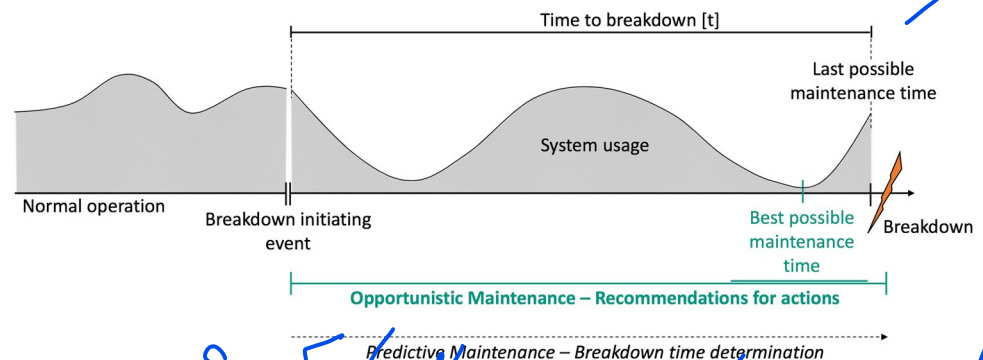 Time to breakdown [t]
Last possible
maintenance time
System usage
Normal operation
Breakdown initiating
event
Best possible
maintenance
time
Breakdown
Opportunistic Maintenance – Recommendations for actions
Predictive Maintenance – Breakdown time determination